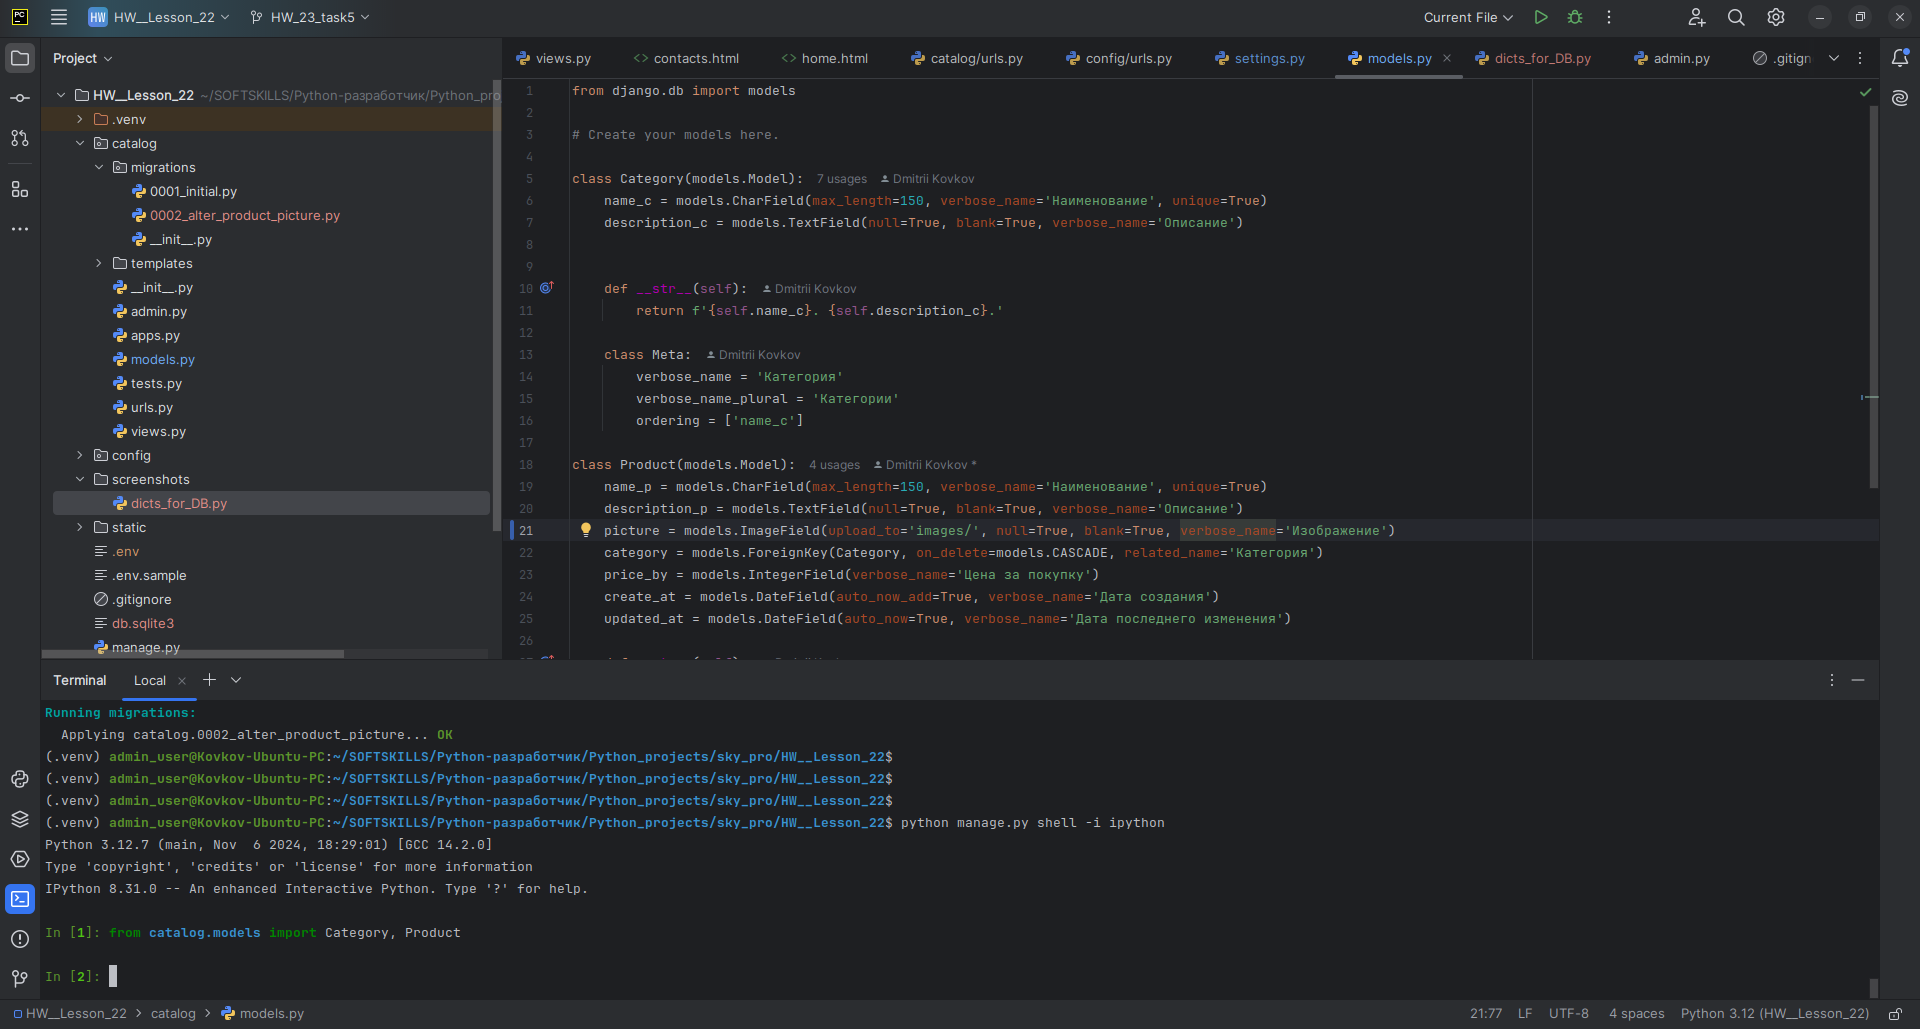 PC HW HW__Lesson_22 HW_23_task5 Current File
Project
views.py contacts.html home.html catalog/urls.py config/urls.py settings.py models.py dicts_for_DB.py admin.py .gitign
HW__Lesson_22 ~/SOFTSKILLS/Python-разработчик/Python_pro
.venv
catalog
migrations
0001_initial.py
0002_alter_product_picture.py
__init__.py
templates
__init__.py
admin.py
apps.py
models.py
tests.py
urls.py
views.py
config
screenshots
dicts_for_DB.py
static
.env
.env.sample
.gitignore
db.sqlite3
manage.py
1 from django.db import models
2
3 # Create your models here.
4
5 class Category(models.Model): 7 usages Dmitrii Kovkov
6 name_c = models.CharField(max_length=150, verbose_name='Наименование', unique=True)
7 description_c = models.TextField(null=True, blank=True, verbose_name='Описание')
8
9
10 def __str__(self): Dmitrii Kovkov
11 return f'{self.name_c}. {self.description_c}.'
12
13 class Meta: Dmitrii Kovkov
14 verbose_name = 'Категория'
15 verbose_name_plural = 'Категории'
16 ordering = ['name_c']
17
18 class Product(models.Model): 4 usages Dmitrii Kovkov *
19 name_p = models.CharField(max_length=150, verbose_name='Наименование', unique=True)
20 description_p = models.TextField(null=True, blank=True, verbose_name='Описание')
21 picture = models.ImageField(upload_to='images/', null=True, blank=True, verbose_name='Изображение')
22 category = models.ForeignKey(Category, on_delete=models.CASCADE, related_name='Категория')
23 price_by = models.IntegerField(verbose_name='Цена за покупку')
24 create_at = models.DateField(auto_now_add=True, verbose_name='Дата создания')
25 updated_at = models.DateField(auto_now=True, verbose_name='Дата последнего изменения')
26
Terminal Local
Running migrations:
Applying catalog.0002_alter_product_picture... OK
(.venv) admin_user@Kovkov-Ubuntu-PC:~/SOFTSKILLS/Python-разработчик/Python_projects/sky_pro/HW__Lesson_22$
(.venv) admin_user@Kovkov-Ubuntu-PC:~/SOFTSKILLS/Python-разработчик/Python_projects/sky_pro/HW__Lesson_22$
(.venv) admin_user@Kovkov-Ubuntu-PC:~/SOFTSKILLS/Python-разработчик/Python_projects/sky_pro/HW__Lesson_22$
(.venv) admin_user@Kovkov-Ubuntu-PC:~/SOFTSKILLS/Python-разработчик/Python_projects/sky_pro/HW__Lesson_22$ python manage.py shell -i ipython
Python 3.12.7 (main, Nov  6 2024, 18:29:01) [GCC 14.2.0]
Type 'copyright', 'credits' or 'license' for more information
IPython 8.31.0 -- An enhanced Interactive Python. Type '?' for help.
In [1]: from catalog.models import Category, Product
In [2]:
HW__Lesson_22 > catalog > models.py 21:77 LF UTF-8 4 spaces Python 3.12 (HW__Lesson_22)